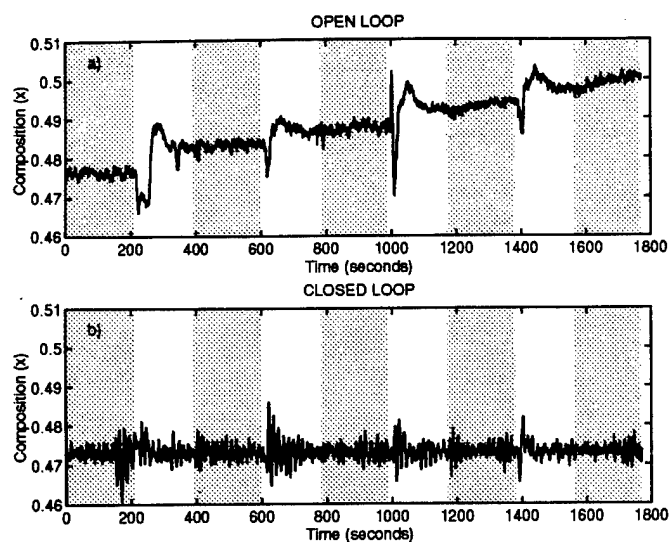 OPEN LOOP
0.51
a)
0.5
0.49
0.48
0.47
0.46
Composition (x)
0 200 400 600 800 1000 1200 1400 1600 1800
Time (seconds)
CLOSED LOOP
0.51
b)
0.5
0.49
0.48
0.47
0.46
Composition (x)
0 200 400 600 800 1000 1200 1400 1600 1800
Time (seconds)